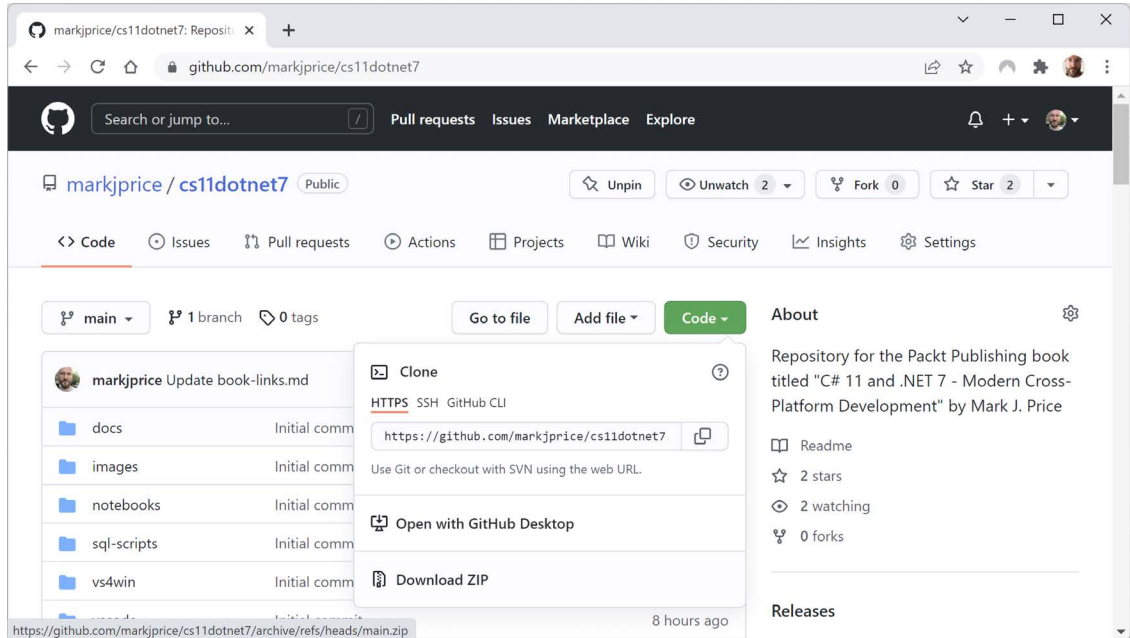 markjprice/cs11dotnet7: Reposit
github.com/markjprice/cs11dotnet7
Search or jump to... / Pull requests Issues Marketplace Explore
markjprice / cs11dotnet7 Public Unpin Unwatch 2 Fork 0 Star 2
<> Code Issues Pull requests Actions Projects Wiki Security Insights Settings
main 1 branch 0 tags Go to file Add file Code
markjprice Update book-links.md
docs Initial comm
images Initial comm
notebooks Initial comm
sql-scripts Initial comm
vs4win Initial comm
8 hours ago
Clone
HTTPS SSH GitHub CLI
https://github.com/markjprice/cs11dotnet7
Use Git or checkout with SVN using the web URL.
Open with GitHub Desktop
Download ZIP
About
Repository for the Packt Publishing book
titled "C# 11 and .NET 7 - Modern Cross-
Platform Development" by Mark J. Price
Readme
2 stars
2 watching
0 forks
Releases
https://github.com/markjprice/cs11dotnet7/archive/refs/heads/main.zip